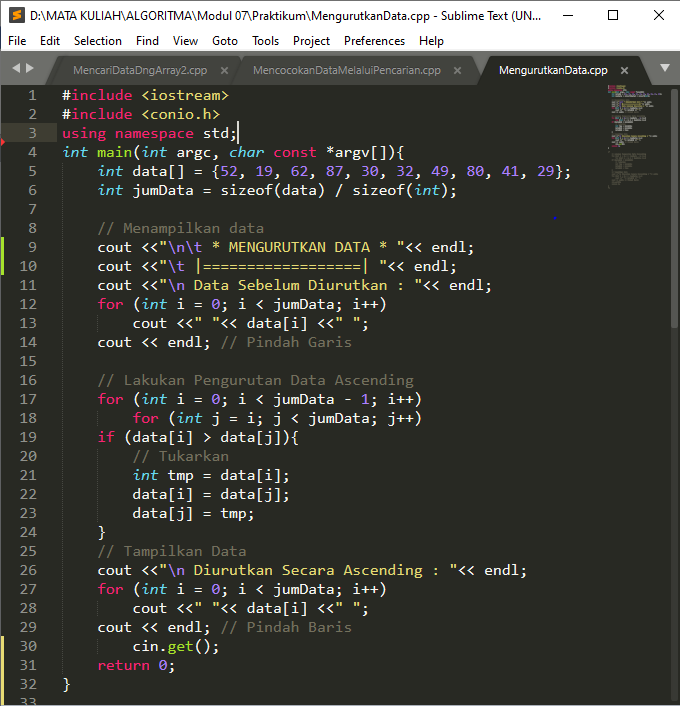 D:\MATA KULIAH\ALGORITMA\Modul 07\Praktikum\MengurutkanData.cpp - Sublime Text (UN...
File Edit Selection Find View Goto Tools Project Preferences Help
MencariDataDngArray2.cpp MencocokanDataMelaluiPencarian.cpp MengurutkanData.cpp
1 #include <iostream>
2 #include <conio.h>
3 using namespace std;
4 int main(int argc, char const *argv[]){
5     int data[] = {52, 19, 62, 87, 30, 32, 49, 80, 41, 29};
6     int jumData = sizeof(data) / sizeof(int);
7
8     // Menampilkan data
9     cout <<"\n\t * MENGURUTKAN DATA * "<< endl;
10     cout <<"\t |==================| "<< endl;
11     cout <<"\n Data Sebelum Diurutkan : "<< endl;
12     for (int i = 0; i < jumData; i++)
13         cout <<" "<< data[i] <<" ";
14     cout << endl; // Pindah Garis
15
16     // Lakukan Pengurutan Data Ascending
17     for (int i = 0; i < jumData - 1; i++)
18         for (int j = i; j < jumData; j++)
19     if (data[i] > data[j]){
20         // Tukarkan
21         int tmp = data[i];
22         data[i] = data[j];
23         data[j] = tmp;
24     }
25     // Tampilkan Data
26     cout <<"\n Diurutkan Secara Ascending : "<< endl;
27     for (int i = 0; i < jumData; i++)
28         cout <<" "<< data[i] <<" ";
29     cout << endl; // Pindah Baris
30         cin.get();
31     return 0;
32 }
33